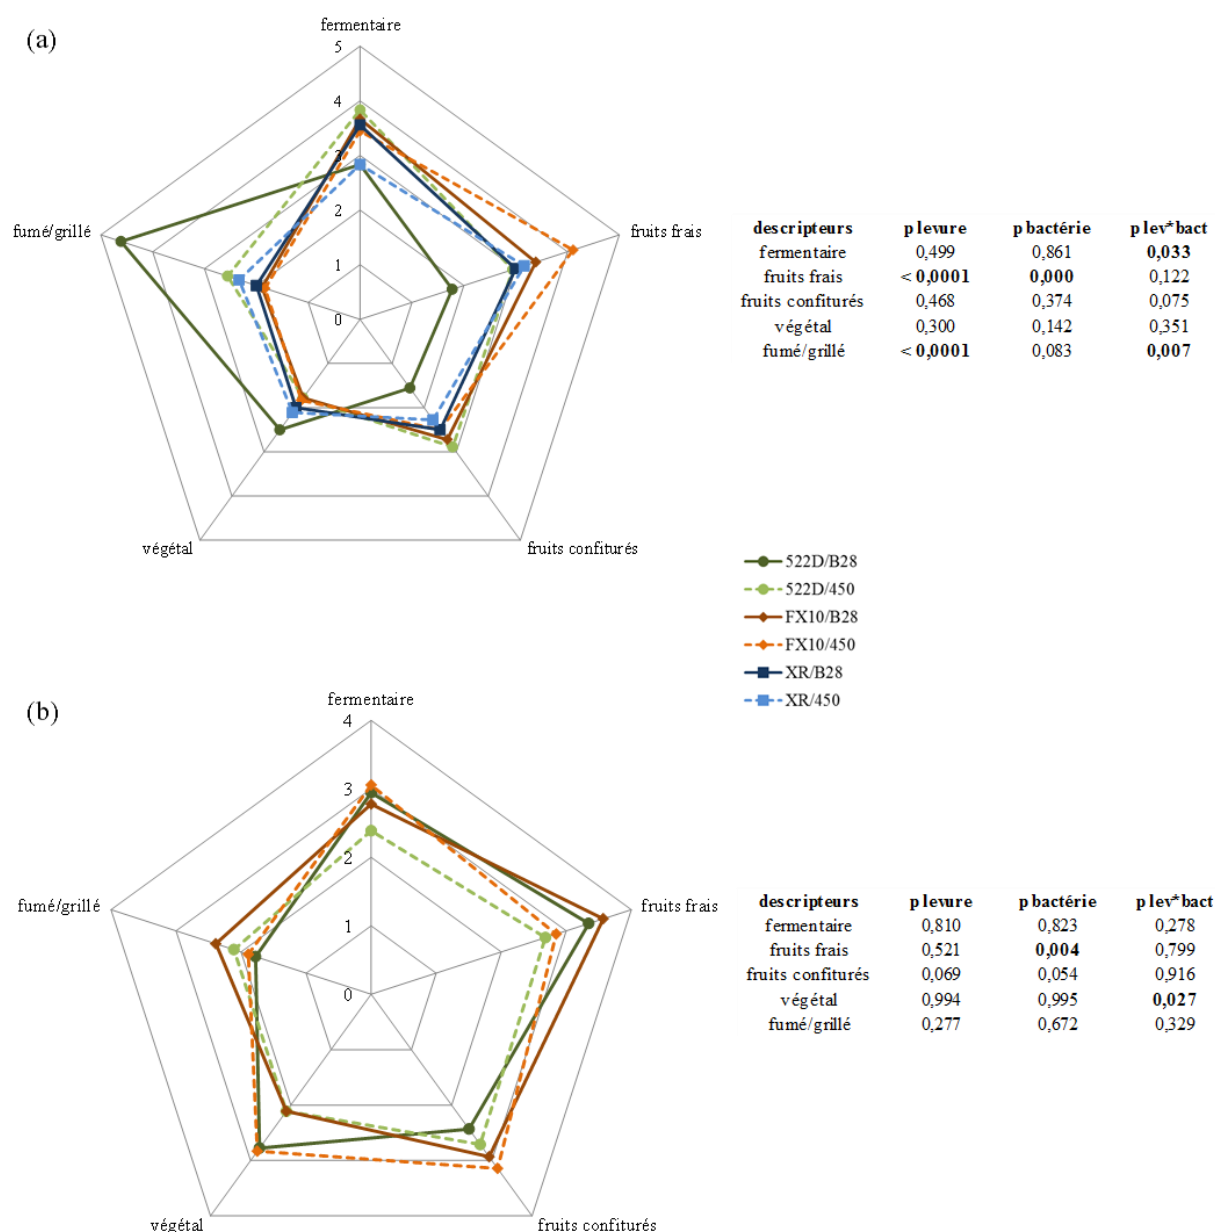 (a)
fermentaire
5
4
3
2
1
0
fumé/grillé
fruits frais
végétal
fruits confiturés
descripteurs p levure p bactérie p lev*bact
fermentaire 0,499 0,861 0,033
fruits frais < 0,0001 0,000 0,122
fruits confiturés 0,468 0,374 0,075
végétal 0,300 0,142 0,351
fumé/grillé < 0,0001 0,083 0,007
522D/B28
522D/450
FX10/B28
FX10/450
XR/B28
XR/450
(b)
fermentaire
4
3
2
1
0
fumé/grillé
fruits frais
végétal
fruits confiturés
descripteurs p levure p bactérie p lev*bact
fermentaire 0,810 0,823 0,278
fruits frais 0,521 0,004 0,799
fruits confiturés 0,069 0,054 0,916
végétal 0,994 0,995 0,027
fumé/grillé 0,277 0,672 0,329